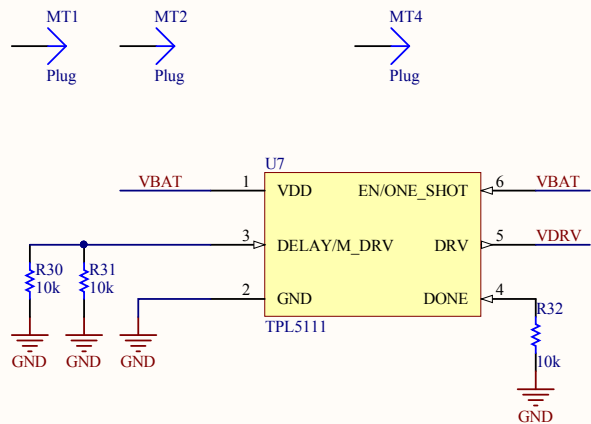 MT1 MT2 MT4
Plug Plug Plug
U7
VBAT 1 VDD EN/ONE_SHOT 6 VBAT
3 DELAY/M_DRV DRV 5 VDRV
R30 R31
10k 10k
2 GND DONE 4
R32
TPL5111
10k
GND GND GND
GND